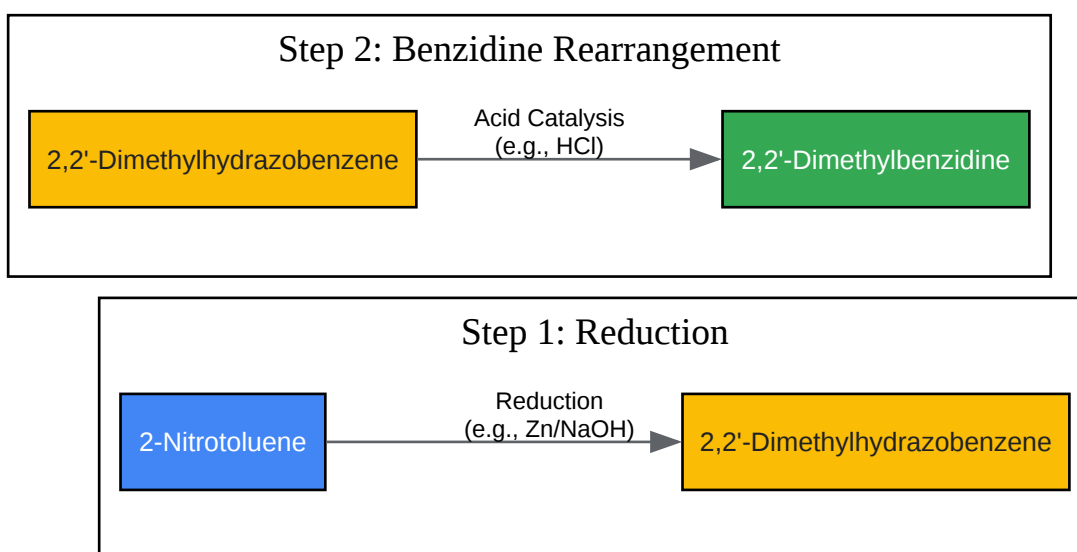 Step 2: Benzidine Rearrangement
2,2'-Dimethylhydrazobenzene
Acid Catalysis
(e.g., HCl)
2,2'-Dimethylbenzidine
Step 1: Reduction
2-Nitrotoluene
Reduction
(e.g., Zn/NaOH)
2,2'-Dimethylhydrazobenzene